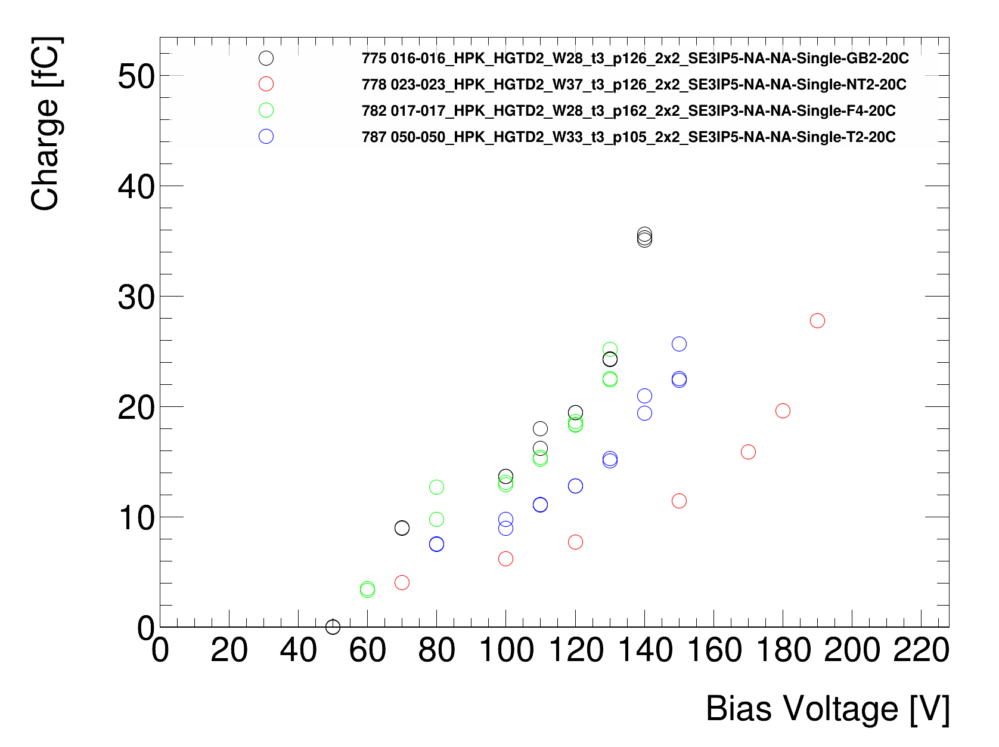 Charge [fC]
775 016-016_HPK_HGTD2_W28_t3_p126_2x2_SE3IP5-NA-NA-Single-GB2-20C
778 023-023_HPK_HGTD2_W37_t3_p126_2x2_SE3IP5-NA-NA-Single-NT2-20C
782 017-017_HPK_HGTD2_W28_t3_p162_2x2_SE3IP3-NA-NA-Single-F4-20C
787 050-050_HPK_HGTD2_W33_t3_p105_2x2_SE3IP5-NA-NA-Single-T2-20C
50
40
30
20
10
0
0 20 40 60 80 100 120 140 160 180 200 220
Bias Voltage [V]